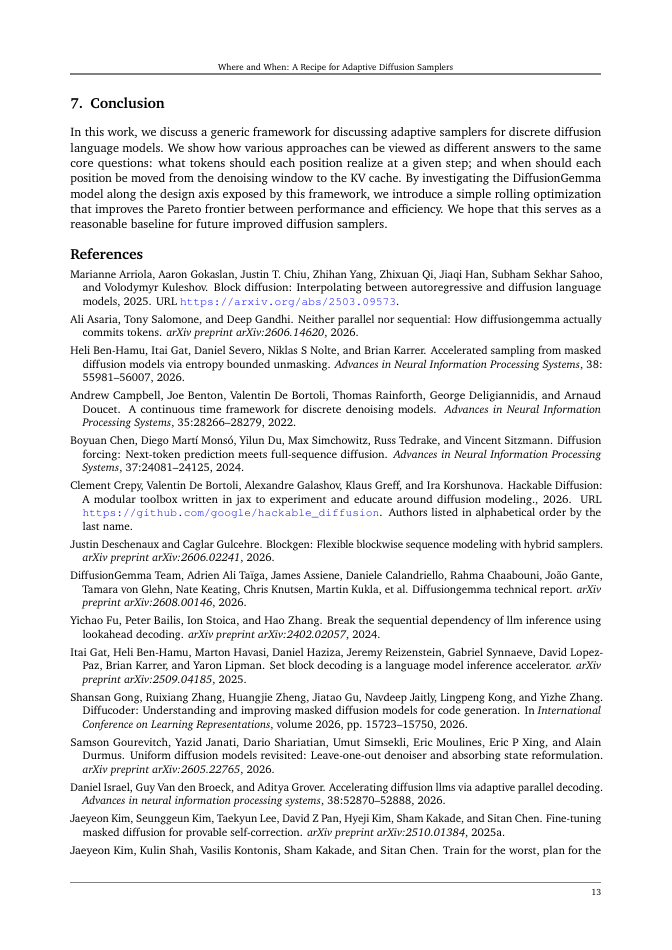 Where and When: A Recipe for Adaptive Diffusion Samplers
7. Conclusion
In this work, we discuss a generic framework for discussing adaptive samplers for discrete diffusion
language models. We show how various approaches can be viewed as different answers to the same
core questions: what tokens should each position realize at a given step; and when should each
position be moved from the denoising window to the KV cache. By investigating the DiffusionGemma
model along the design axis exposed by this framework, we introduce a simple rolling optimization
that improves the Pareto frontier between performance and efficiency. We hope that this serves as a
reasonable baseline for future improved diffusion samplers.
References
Marianne Arriola, Aaron Gokaslan, Justin T. Chiu, Zhihan Yang, Zhixuan Qi, Jiaqi Han, Subham Sekhar Sahoo,
and Volodymyr Kuleshov. Block diffusion: Interpolating between autoregressive and diffusion language
models, 2025. URL https://arxiv.org/abs/2503.09573.
Ali Asaria, Tony Salomone, and Deep Gandhi. Neither parallel nor sequential: How diffusiongemma actually
commits tokens. arXiv preprint arXiv:2606.14620, 2026.
Heli Ben-Hamu, Itai Gat, Daniel Severo, Niklas S Nolte, and Brian Karrer. Accelerated sampling from masked
diffusion models via entropy bounded unmasking. Advances in Neural Information Processing Systems, 38:
55981–56007, 2026.
Andrew Campbell, Joe Benton, Valentin De Bortoli, Thomas Rainforth, George Deligiannidis, and Arnaud
Doucet. A continuous time framework for discrete denoising models. Advances in Neural Information
Processing Systems, 35:28266–28279, 2022.
Boyuan Chen, Diego Martí Monsó, Yilun Du, Max Simchowitz, Russ Tedrake, and Vincent Sitzmann. Diffusion
forcing: Next-token prediction meets full-sequence diffusion. Advances in Neural Information Processing
Systems, 37:24081–24125, 2024.
Clement Crepy, Valentin De Bortoli, Alexandre Galashov, Klaus Greff, and Ira Korshunova. Hackable Diffusion:
A modular toolbox written in jax to experiment and educate around diffusion modeling., 2026. URL
https://github.com/google/hackable_diffusion. Authors listed in alphabetical order by the
last name.
Justin Deschenaux and Caglar Gulcehre. Blockgen: Flexible blockwise sequence modeling with hybrid samplers.
arXiv preprint arXiv:2606.02241, 2026.
DiffusionGemma Team, Adrien Ali Taïga, James Assiene, Daniele Calandriello, Rahma Chaabouni, João Gante,
Tamara von Glehn, Nate Keating, Chris Knutsen, Martin Kukla, et al. Diffusiongemma technical report. arXiv
preprint arXiv:2608.00146, 2026.
Yichao Fu, Peter Bailis, Ion Stoica, and Hao Zhang. Break the sequential dependency of llm inference using
lookahead decoding. arXiv preprint arXiv:2402.02057, 2024.
Itai Gat, Heli Ben-Hamu, Marton Havasi, Daniel Haziza, Jeremy Reizenstein, Gabriel Synnaeve, David Lopez-
Paz, Brian Karrer, and Yaron Lipman. Set block decoding is a language model inference accelerator. arXiv
preprint arXiv:2509.04185, 2025.
Shansan Gong, Ruixiang Zhang, Huangjie Zheng, Jiatao Gu, Navdeep Jaitly, Lingpeng Kong, and Yizhe Zhang.
Diffucoder: Understanding and improving masked diffusion models for code generation. In International
Conference on Learning Representations, volume 2026, pp. 15723–15750, 2026.
Samson Gourevitch, Yazid Janati, Dario Shariatian, Umut Simsekli, Eric Moulines, Eric P Xing, and Alain
Durmus. Uniform diffusion models revisited: Leave-one-out denoiser and absorbing state reformulation.
arXiv preprint arXiv:2605.22765, 2026.
Daniel Israel, Guy Van den Broeck, and Aditya Grover. Accelerating diffusion llms via adaptive parallel decoding.
Advances in neural information processing systems, 38:52870–52888, 2026.
Jaeyeon Kim, Seunggeun Kim, Taekyun Lee, David Z Pan, Hyeji Kim, Sham Kakade, and Sitan Chen. Fine-tuning
masked diffusion for provable self-correction. arXiv preprint arXiv:2510.01384, 2025a.
Jaeyeon Kim, Kulin Shah, Vasilis Kontonis, Sham Kakade, and Sitan Chen. Train for the worst, plan for the
13